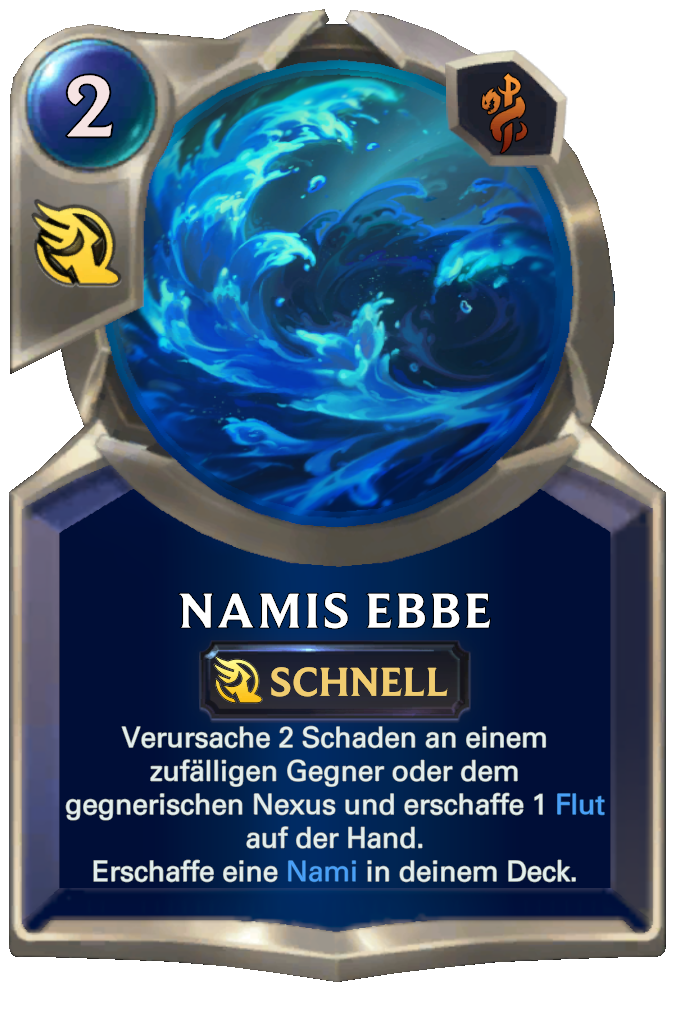 2
NAMIS EBBE
SCHNELL
Verursache 2 Schaden an einem
zufälligen Gegner oder dem
gegnerischen Nexus und erschaffe 1 Flut
auf der Hand.
Erschaffe eine Nami in deinem Deck.